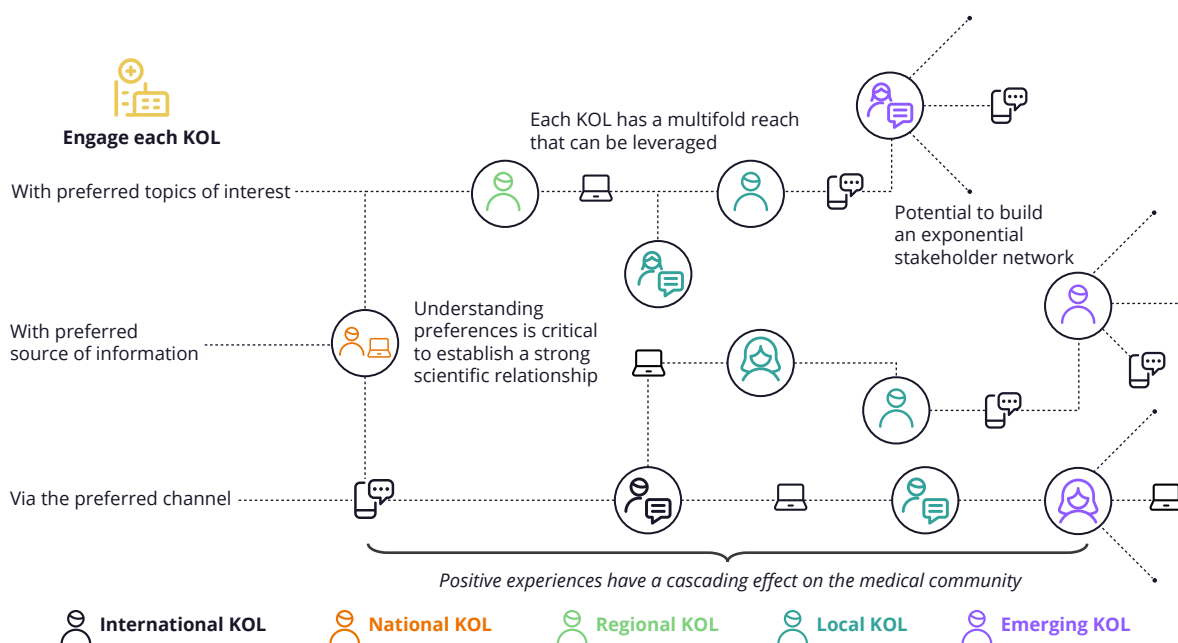 Engage each KOL
With preferred topics of interest
Each KOL has a multifold reach
that can be leveraged
Potential to build
an exponential
stakeholder network
With preferred
source of information
Understanding
preferences is critical
to establish a strong
scientific relationship
Via the preferred channel
Positive experiences have a cascading effect on the medical community
International KOL
National KOL
Regional KOL
Local KOL
Emerging KOL